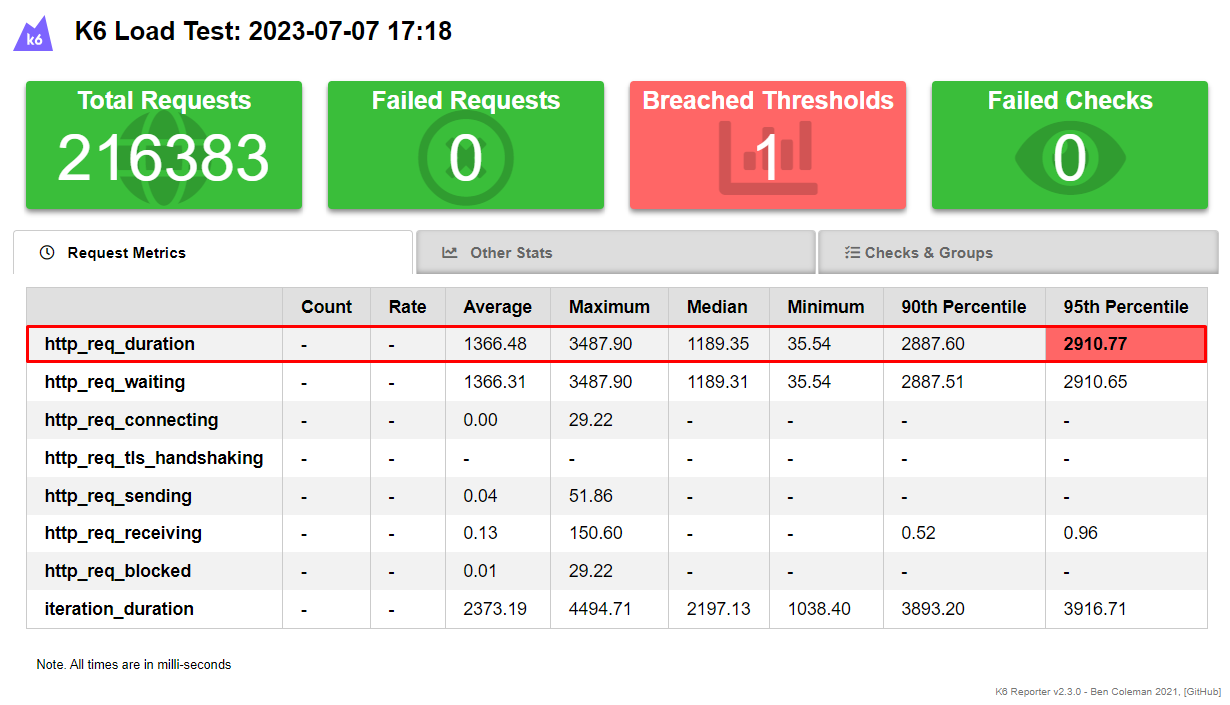 k6 K6 Load Test: 2023-07-07 17:18
Total Requests Failed Requests Breached Thresholds Failed Checks
216383 0 1 0
Request Metrics Other Stats Checks & Groups
Count Rate Average Maximum Median Minimum 90th Percentile 95th Percentile
http_req_duration - - 1366.48 3487.90 1189.35 35.54 2887.60 2910.77
http_req_waiting - - 1366.31 3487.90 1189.31 35.54 2887.51 2910.65
http_req_connecting - - 0.00 29.22 - - - -
http_req_tls_handshaking - - - - - - - -
http_req_sending - - 0.04 51.86 - - - -
http_req_receiving - - 0.13 150.60 - - 0.52 0.96
http_req_blocked - - 0.01 29.22 - - - -
iteration_duration - - 2373.19 4494.71 2197.13 1038.40 3893.20 3916.71
Note. All times are in milli-seconds
K6 Reporter v2.3.0 - Ben Coleman 2021, [GitHub]